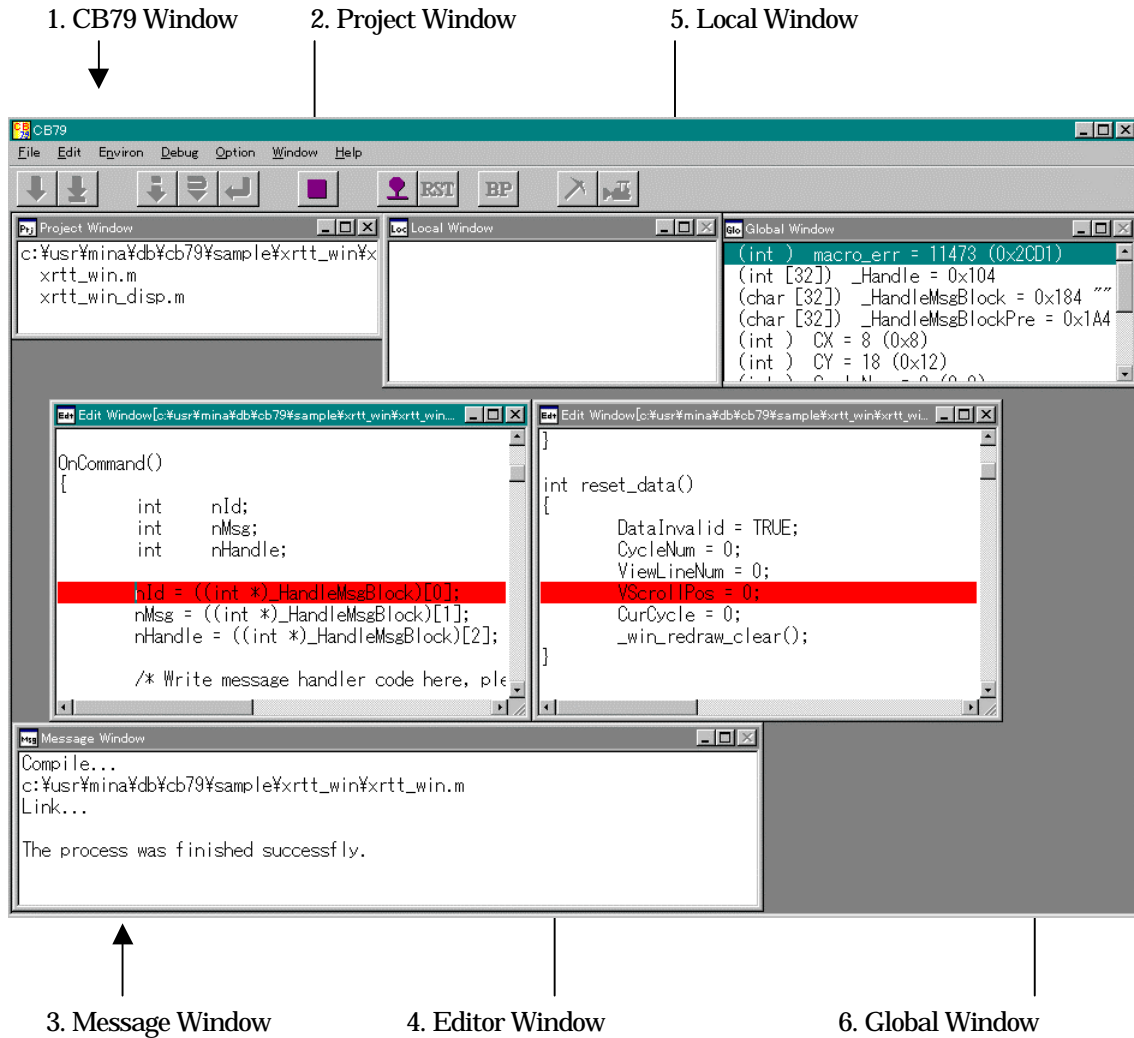 1. CB79 Window
2. Project Window
5. Local Window
CB79
File Edit Environ Debug Option Window Help
RST BP
Project Window
c:¥usr¥mina¥db¥cb79¥sample¥xrtt_win¥x
xrtt_win.m
xrtt_win_disp.m
Local Window
Global Window
(int ) macro_err = 11473 (0x2CD1)
(int [32]) _Handle = 0x104
(char [32]) _HandleMsgBlock = 0x184 ""
(char [32]) _HandleMsgBlockPre = 0x1A4
(int ) CX = 8 (0x8)
(int ) CY = 18 (0x12)
Edit Window[c:¥usr¥mina¥db¥cb79¥sample¥xrtt_win¥xrtt_win...
OnCommand()
{
int nId;
int nMsg;
int nHandle;
nId = ((int *)_HandleMsgBlock)[0];
nMsg = ((int *)_HandleMsgBlock)[1];
nHandle = ((int *)_HandleMsgBlock)[2];
/* Write message handler code here, ple
Edit Window[c:¥usr¥mina¥db¥cb79¥sample¥xrtt_win¥xrtt_wi...
}
int reset_data()
{
DataInvalid = TRUE;
CycleNum = 0;
ViewLineNum = 0;
VScrollPos = 0;
CurCycle = 0;
_win_redraw_clear();
}
Message Window
Compile...
c:¥usr¥mina¥db¥cb79¥sample¥xrtt_win¥xrtt_win.m
Link...
The process was finished successfly.
3. Message Window
4. Editor Window
6. Global Window